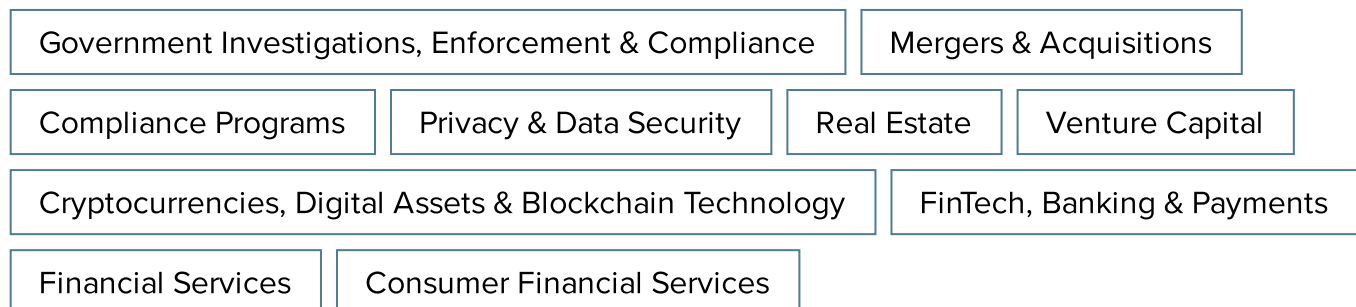 Government Investigations, Enforcement & Compliance
Mergers & Acquisitions
Compliance Programs
Privacy & Data Security
Real Estate
Venture Capital
Cryptocurrencies, Digital Assets & Blockchain Technology
FinTech, Banking & Payments
Financial Services
Consumer Financial Services